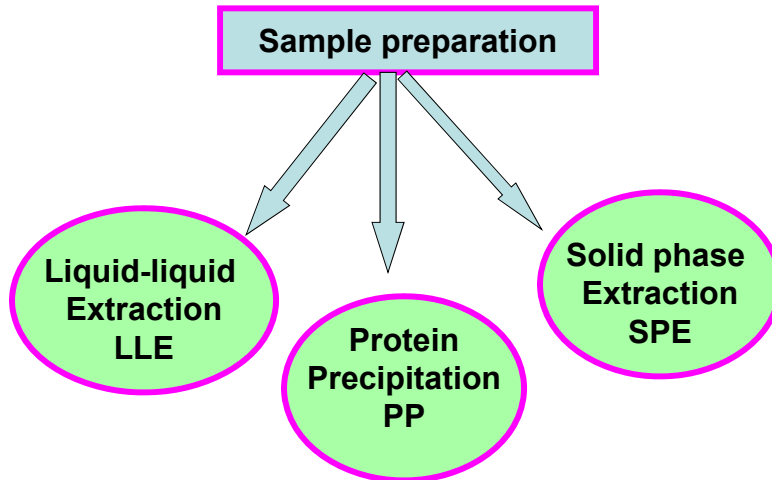 Sample preparation
Liquid-liquid
Extraction
LLE
Protein
Precipitation
PP
Solid phase
Extraction
SPE